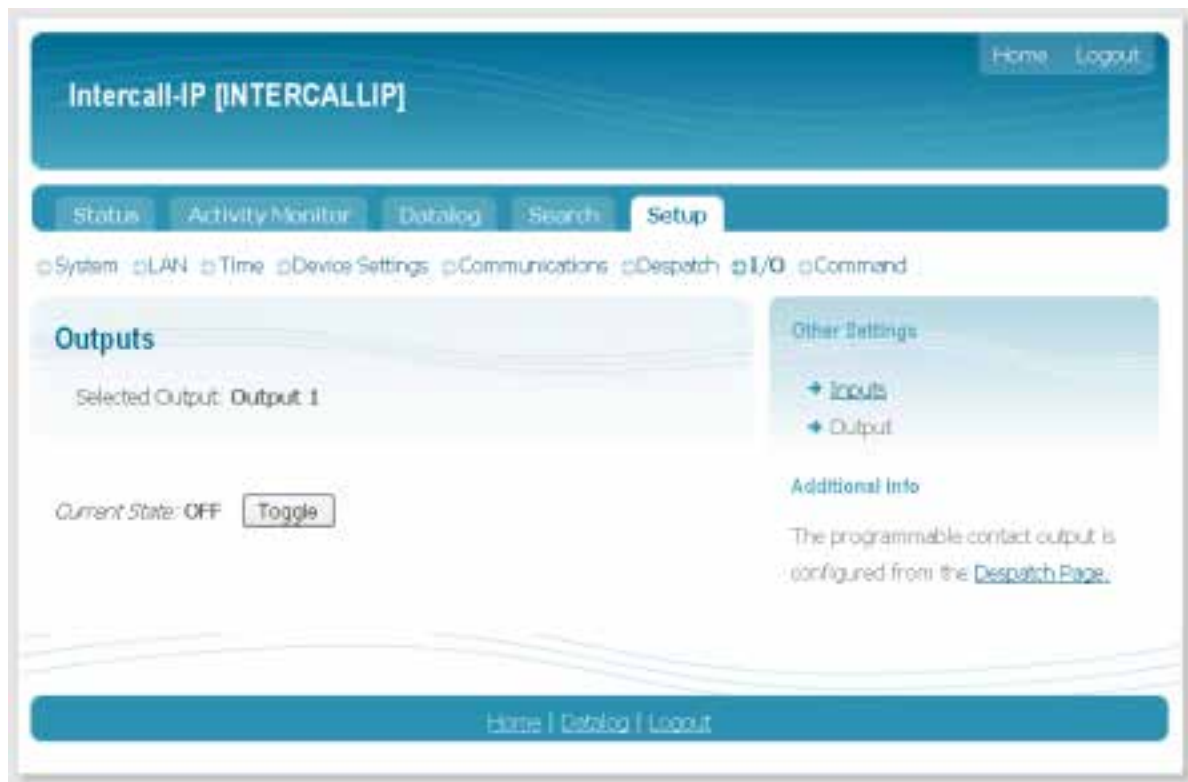 Home Logout
Intercall-IP [INTERCALLIP]
Status Activity Monitor Datalog Search Setup
System LAN Time Device Settings Communications Despatch I/O Command
Outputs
Selected Output: Output 1
Current State: OFF Toggle
Other Settings
Inputs
Output
Additional Info
The programmable contact output is
configured from the Despatch Page.
Home | Datalog | Logout